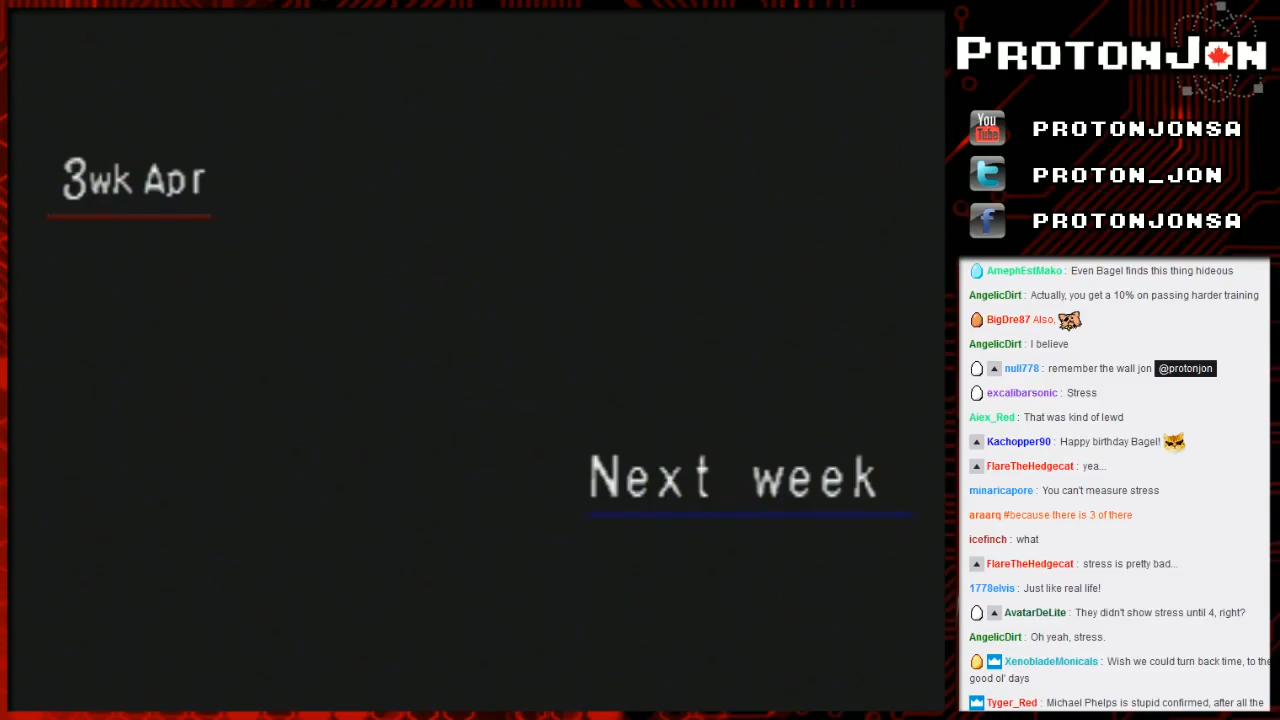 3wk Apr
Next week
PROTONJON
You Tube
PROTONJONSA
PROTON_JON
f
PROTONJONSA
AmephEstMako : Even Bagel finds this thing hideous
AngelicDirt : Actually, you get a 10% on passing harder training
BigDre87 Also,
AngelicDirt : I believe
null778 : remember the wall jon @protonjon
excalibarsonic : Stress
Aiex_Red : That was kind of lewd
Kachopper90 : Happy birthday Bagel!
FlareTheHedgecat : yea...
minaricapore : You can't measure stress
araarq #because there is 3 of there
icefinch : what
FlareTheHedgecat : stress is pretty bad...
1778elvis : Just like real life!
AvatarDeLite : They didn't show stress until 4, right?
AngelicDirt : Oh yeah, stress.
XenobladeMonicals : Wish we could turn back time, to the
good ol' days
Tyger_Red : Michael Phelps is stupid confirmed, after all the